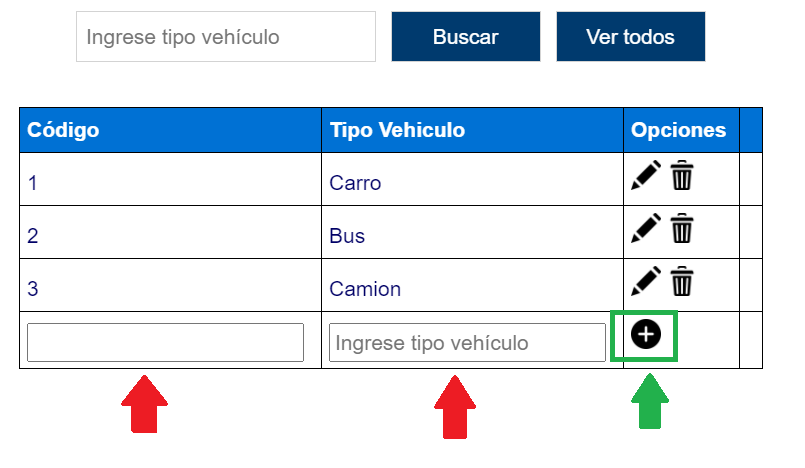 Ingrese tipo vehículo Buscar Ver todos
Código Tipo Vehiculo Opciones
1 Carro
2 Bus
3 Camion
Ingrese tipo vehículo